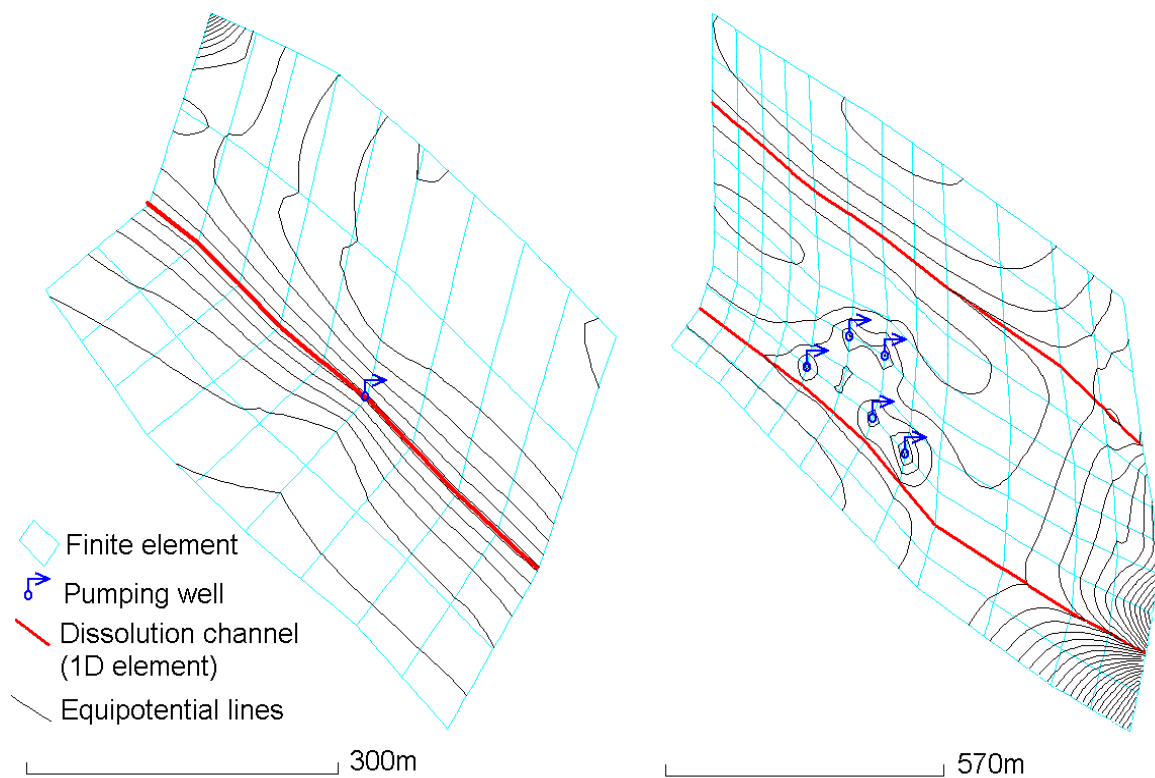 Finite element
Pumping well
Dissolution channel
(1D element)
Equipotential lines
300m
570m